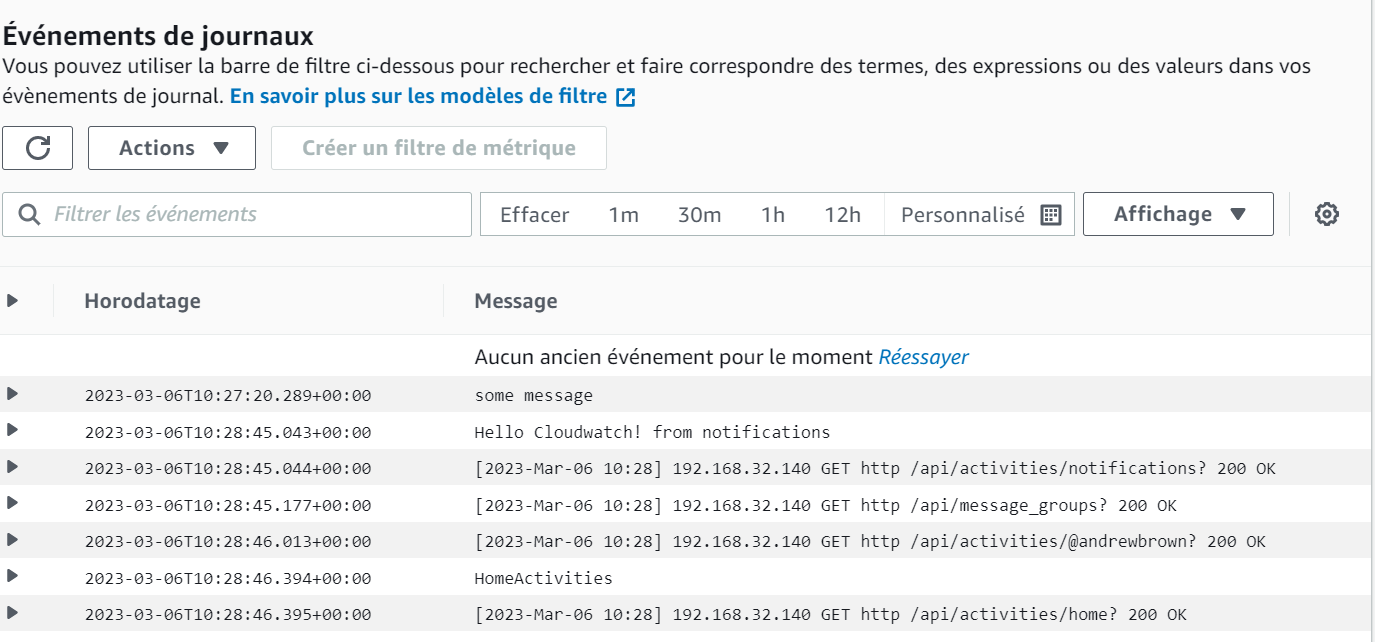 Événements de journaux
Vous pouvez utiliser la barre de filtre ci-dessous pour rechercher et faire correspondre des termes, des expressions ou des valeurs dans vos
évènements de journal. En savoir plus sur les modèles de filtre
Actions Créer un filtre de métrique
Filtrer les événements Effacer 1m 30m 1h 12h Personnalisé Affichage
Horodatage Message
Aucun ancien événement pour le moment Réessayer
2023-03-06T10:27:20.289+00:00 some message
2023-03-06T10:28:45.043+00:00 Hello Cloudwatch! from notifications
2023-03-06T10:28:45.044+00:00 [2023-Mar-06 10:28] 192.168.32.140 GET http /api/activities/notifications? 200 OK
2023-03-06T10:28:45.177+00:00 [2023-Mar-06 10:28] 192.168.32.140 GET http /api/message_groups? 200 OK
2023-03-06T10:28:46.013+00:00 [2023-Mar-06 10:28] 192.168.32.140 GET http /api/activities/@andrewbrown? 200 OK
2023-03-06T10:28:46.394+00:00 HomeActivities
2023-03-06T10:28:46.395+00:00 [2023-Mar-06 10:28] 192.168.32.140 GET http /api/activities/home? 200 OK